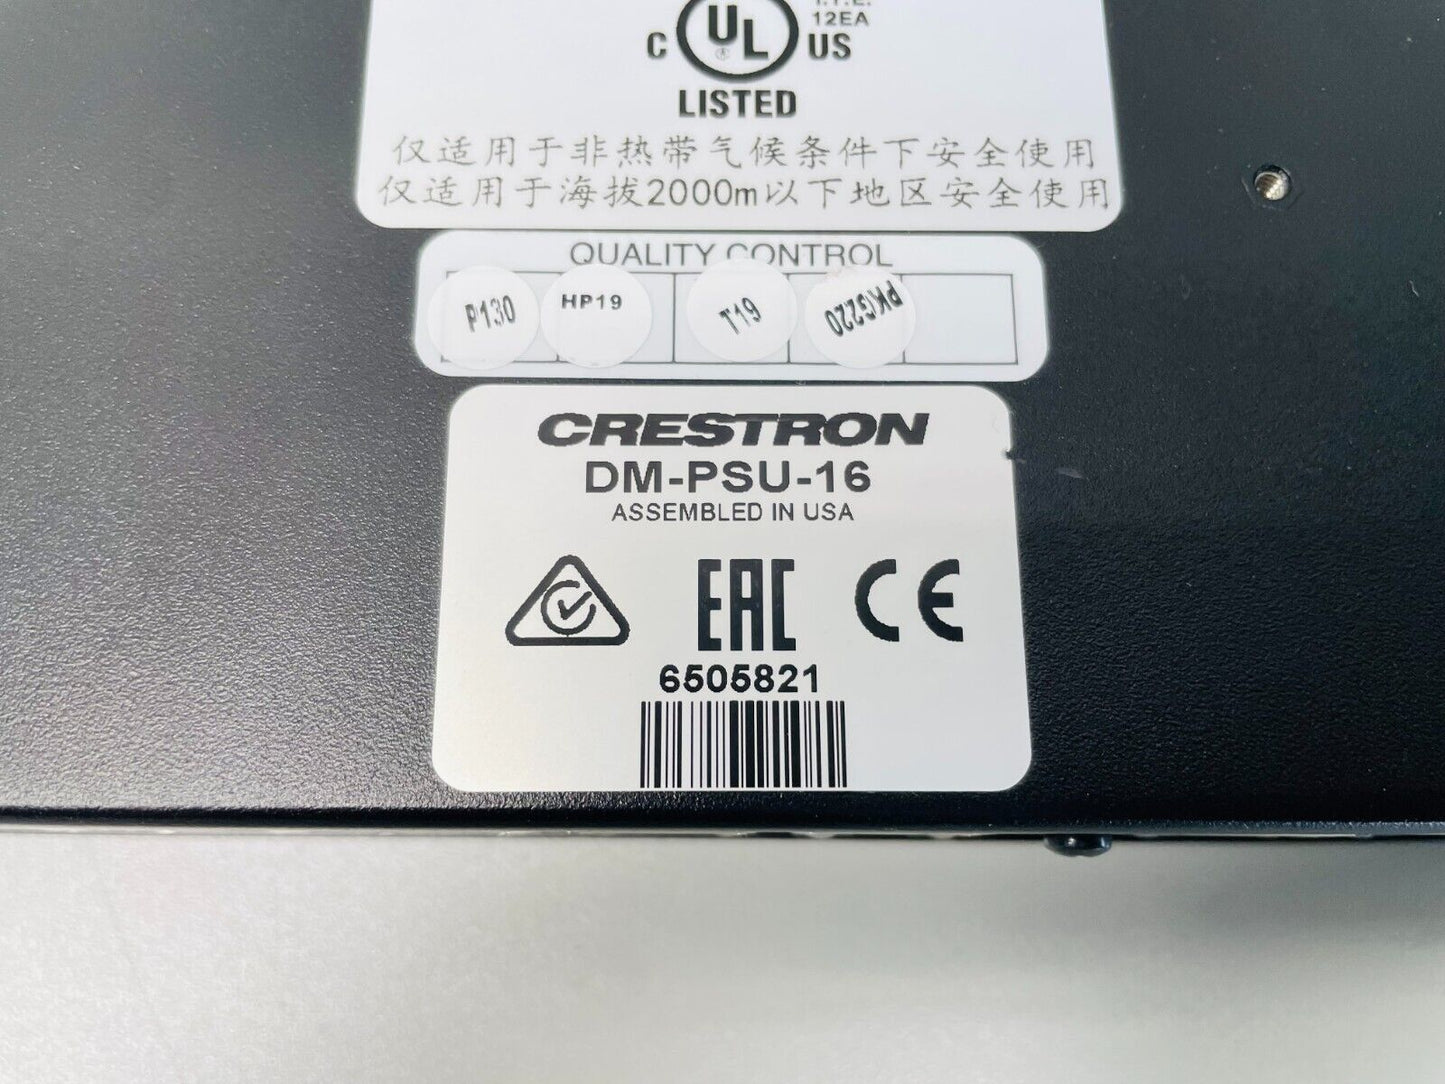 I.T.E.
12EA
C UL US
®
LISTED
仅适用于非热带气候条件下安全使用
仅适用于海拔2000m以下地区安全使用
QUALITY CONTROL
P130 HP19 T19 PKG220
CRESTRON
DM-PSU-16
ASSEMBLED IN USA
EAC CE
6505821